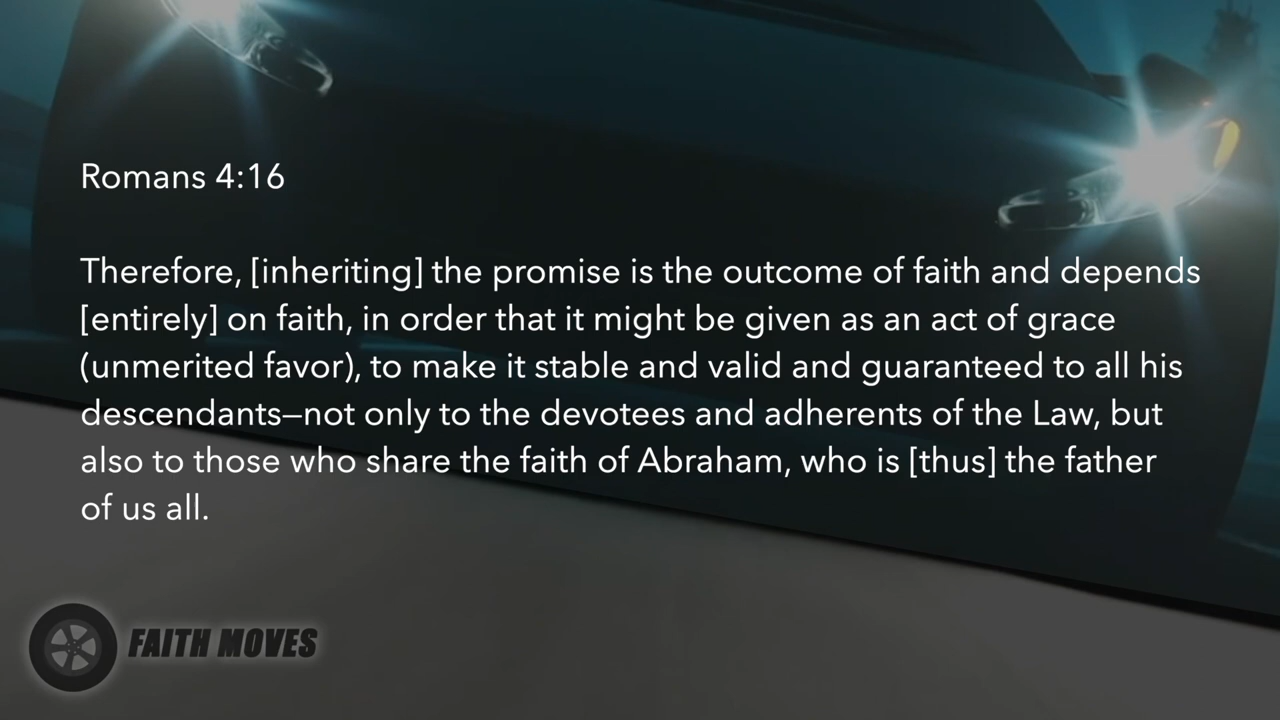 Romans 4:16
Therefore, [inheriting] the promise is the outcome of faith and depends
[entirely] on faith, in order that it might be given as an act of grace
(unmerited favor), to make it stable and valid and guaranteed to all his
descendants—not only to the devotees and adherents of the Law, but
also to those who share the faith of Abraham, who is [thus] the father
of us all.
FAITH MOVES